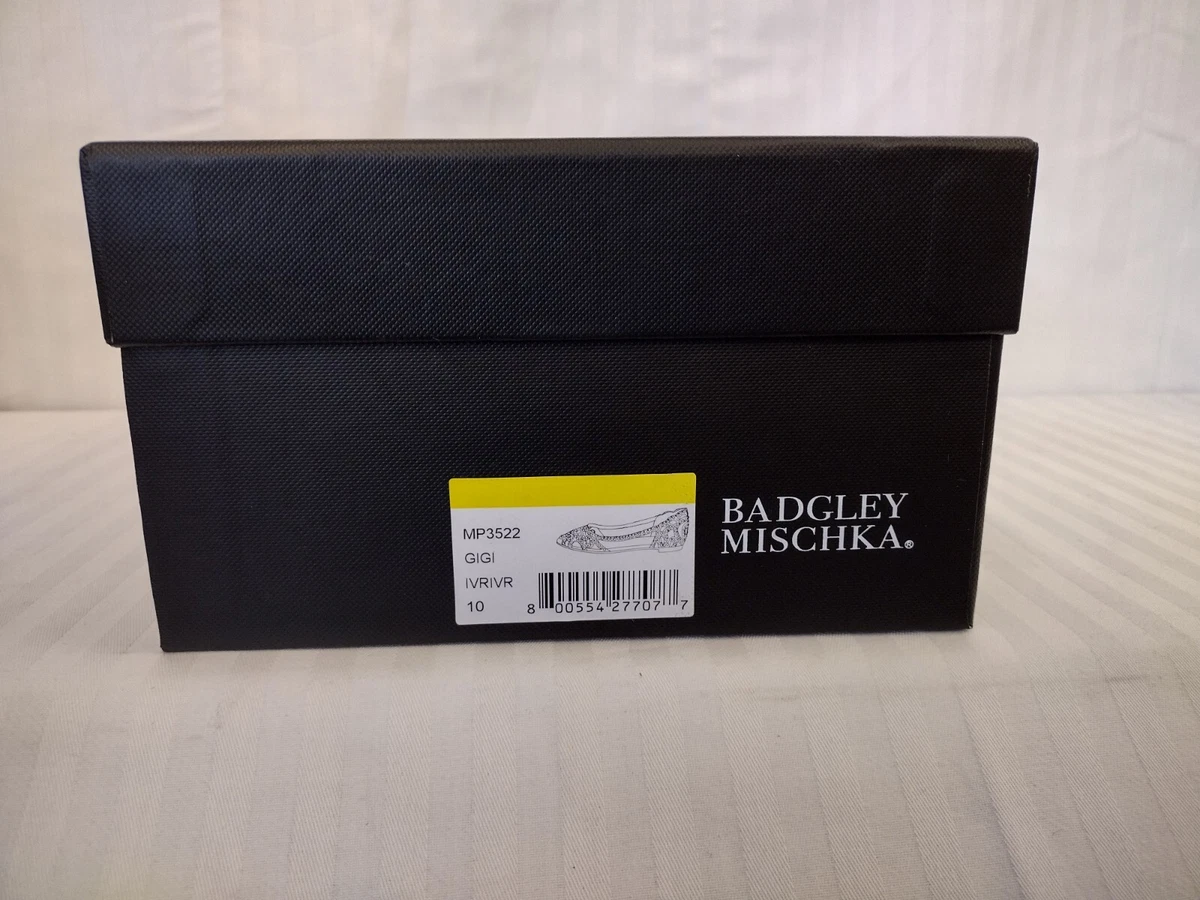 MP3522
GIGI
IVRIVR
10
8 00554 27707 7
BADGLEY
MISCHKA®